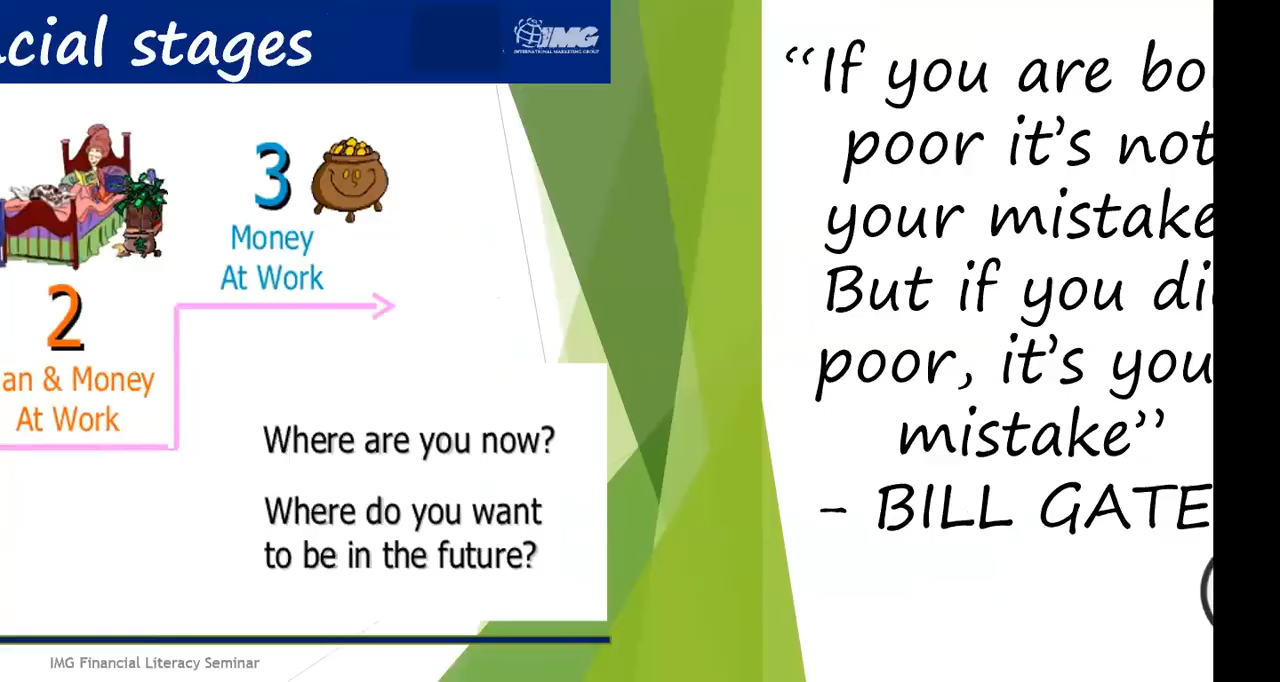 cial stages
IMG
INTERNATIONAL MARKETING GROUP
3
Money
At Work
2
an & Money
At Work
Where are you now?
Where do you want
to be in the future?
IMG Financial Literacy Seminar
“If you are bo
poor it’s not
your mistake
But if you di
poor, it’s you
mistake”
- BILL GATE